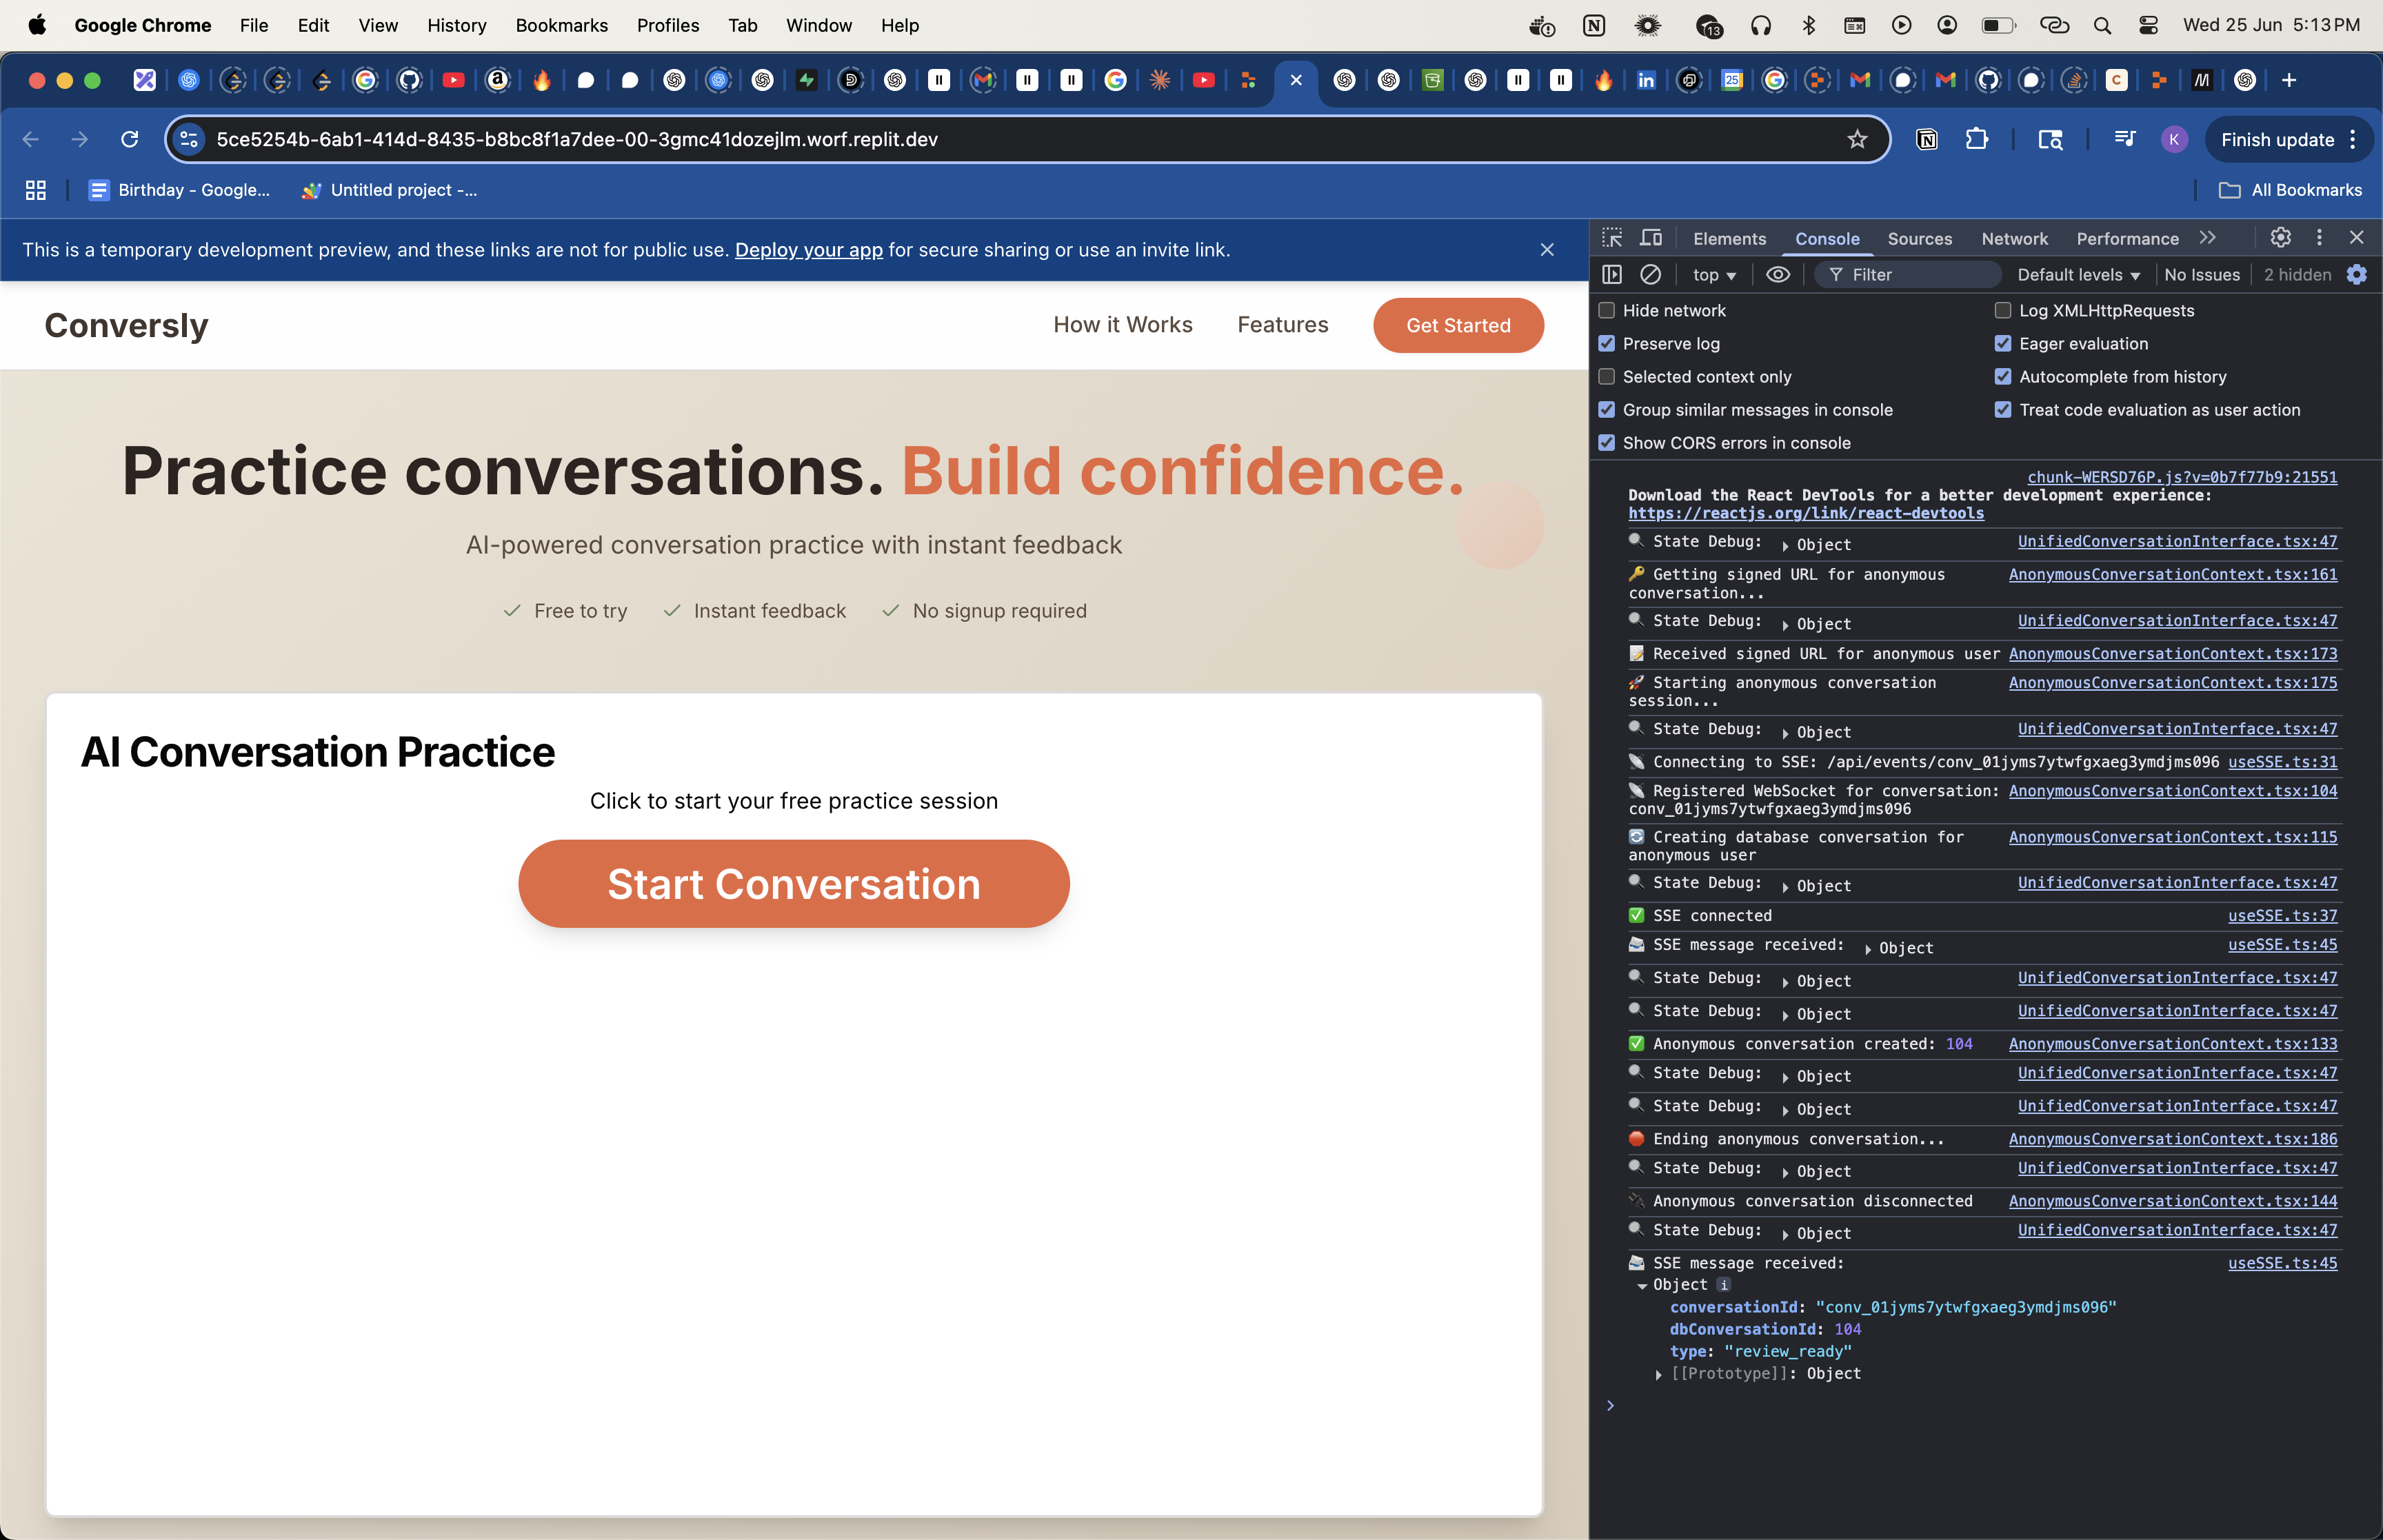 Google Chrome File Edit View History Bookmarks Profiles Tab Window Help 13 Wed 25 Jun 5:13 PM
5ce5254b-6ab1-414d-8435-b8bc8f1a7dee-00-3gmc41dozejlm.worf.replit.dev K Finish update
Birthday - Google... Untitled project -... All Bookmarks
This is a temporary development preview, and these links are not for public use. Deploy your app for secure sharing or use an invite link.
Conversly How it Works Features Get Started
Practice conversations. Build confidence.
AI-powered conversation practice with instant feedback
Free to try Instant feedback No signup required
AI Conversation Practice
Click to start your free practice session
Start Conversation
Elements Console Sources Network Performance
top Filter Default levels No Issues 2 hidden
Hide network Log XMLHttpRequests
Preserve log Eager evaluation
Selected context only Autocomplete from history
Group similar messages in console Treat code evaluation as user action
Show CORS errors in console
chunk-WERSD76P.js?v=0b7f77b9:21551
Download the React DevTools for a better development experience:
https://reactjs.org/link/react-devtools
State Debug: Object UnifiedConversationInterface.tsx:47
Getting signed URL for anonymous AnonymousConversationContext.tsx:161
conversation...
State Debug: Object UnifiedConversationInterface.tsx:47
Received signed URL for anonymous user AnonymousConversationContext.tsx:173
Starting anonymous conversation AnonymousConversationContext.tsx:175
session...
State Debug: Object UnifiedConversationInterface.tsx:47
Connecting to SSE: /api/events/conv_01jyms7ytwfgxaeg3ymdjms096 useSSE.ts:31
Registered WebSocket for conversation: AnonymousConversationContext.tsx:104
conv_01jyms7ytwfgxaeg3ymdjms096
Creating database conversation for AnonymousConversationContext.tsx:115
anonymous user
State Debug: Object UnifiedConversationInterface.tsx:47
SSE connected useSSE.ts:37
SSE message received: Object useSSE.ts:45
State Debug: Object UnifiedConversationInterface.tsx:47
State Debug: Object UnifiedConversationInterface.tsx:47
Anonymous conversation created: 104 AnonymousConversationContext.tsx:133
State Debug: Object UnifiedConversationInterface.tsx:47
State Debug: Object UnifiedConversationInterface.tsx:47
Ending anonymous conversation... AnonymousConversationContext.tsx:186
State Debug: Object UnifiedConversationInterface.tsx:47
Anonymous conversation disconnected AnonymousConversationContext.tsx:144
State Debug: Object UnifiedConversationInterface.tsx:47
SSE message received: useSSE.ts:45
Object i
conversationId: "conv_01jyms7ytwfgxaeg3ymdjms096"
dbConversationId: 104
type: "review_ready"
[[Prototype]]: Object